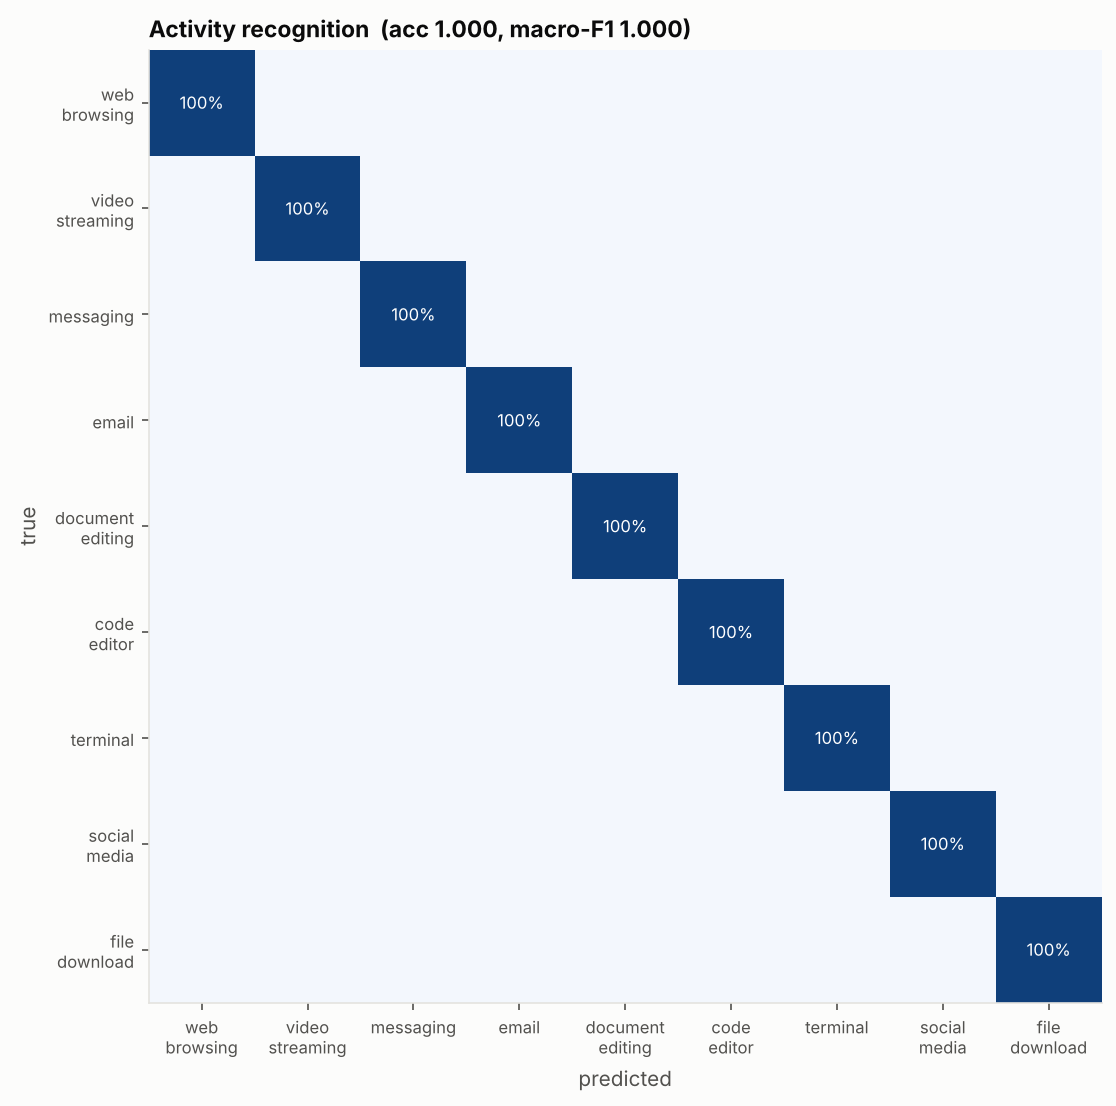 Activity recognition (acc 1.000, macro-F1 1.000)
web
browsing
100%
video
streaming
100%
messaging
100%
email
100%
true
document
editing
100%
code
editor
100%
terminal
100%
social
media
100%
file
download
100%
web
browsing
video
streaming
messaging
email
document
editing
code
editor
terminal
social
media
file
download
predicted